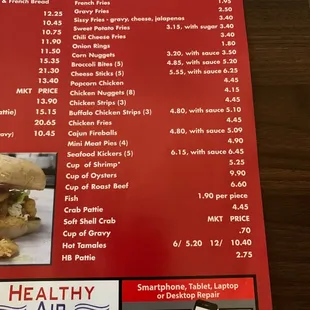 & French Bread
12.25
10.45
10.75
11.90
11.50
15.35
21.30
13.40
MKT PRICE
13.90
attie) 15.15
20.65
avy) 10.45
French Fries 1.95
Gravy Fries 2.50
Sissy Fries - gravy, cheese, jalapenas 3.40
Sweet Potato Fries 3.15, with sugar 3.40
Chili Cheese Fries 3.40
Onion Rings 1.80
Corn Nuggets 3.20, with sauce 3.50
Broccoli Bites (5) 4.85, with sauce 5.20
Cheese Sticks (5) 5.55, with sauce 6.25
Popcorn Chicken 4.45
Chicken Nuggets (8) 4.15
Chicken Strips (3) 4.45
Buffalo Chicken Strips (3) 4.80, with sauce 5.10
Chicken Fries 4.45
Cajun Fireballs 4.80, with sauce 5.09
Mini Meat Pies (4) 4.90
Seafood Kickers (5) 6.15, with sauce 6.45
Cup of Shrimp* 5.25
Cup of Oysters 9.90
Cup of Roast Beef 6.60
Fish 1.90 per piece
Crab Pattie 4.45
Soft Shell Crab MKT PRICE
Cup of Gravy .70
Hot Tamales 6/ 5.20 12/ 10.40
HB Pattie 2.75
HEALTHY
AIR
Smartphone, Tablet, Laptop
or Desktop Repair